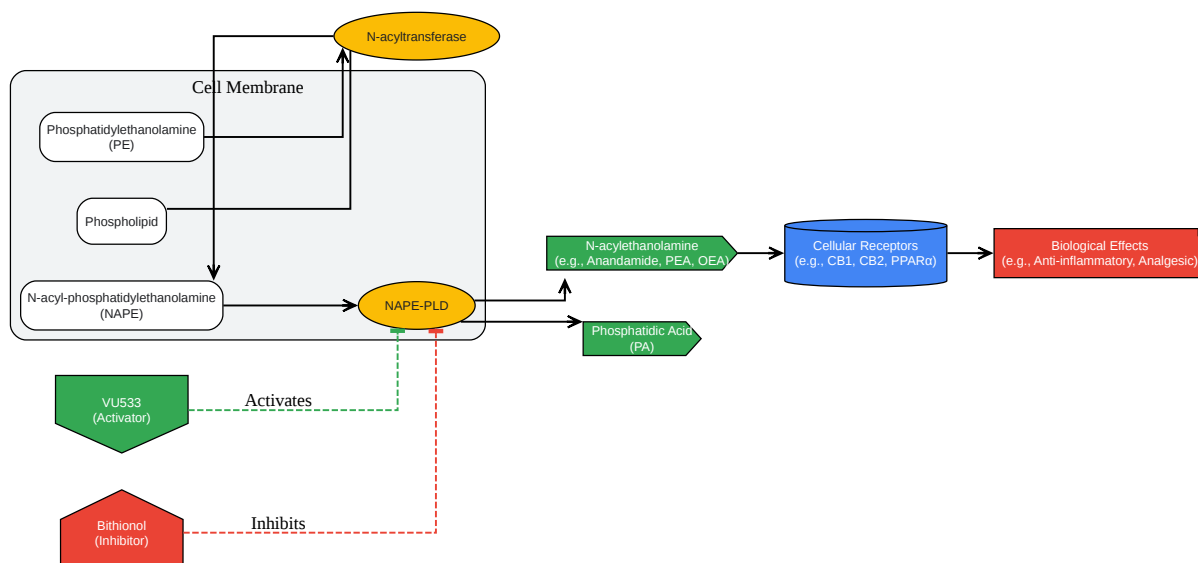 N-acyltransferase
Cell Membrane
Phosphatidylethanolamine
(PE)
Phospholipid
N-acyl-phosphatidylethanolamine
(NAPE)
NAPE-PLD
N-acylethanolamine
(e.g., Anandamide, PEA, OEA)
Cellular Receptors
(e.g., CB1, CB2, PPARα)
Biological Effects
(e.g., Anti-inflammatory, Analgesic)
Phosphatidic Acid
(PA)
VU533
(Activator)
Activates
Bithionol
(Inhibitor)
Inhibits